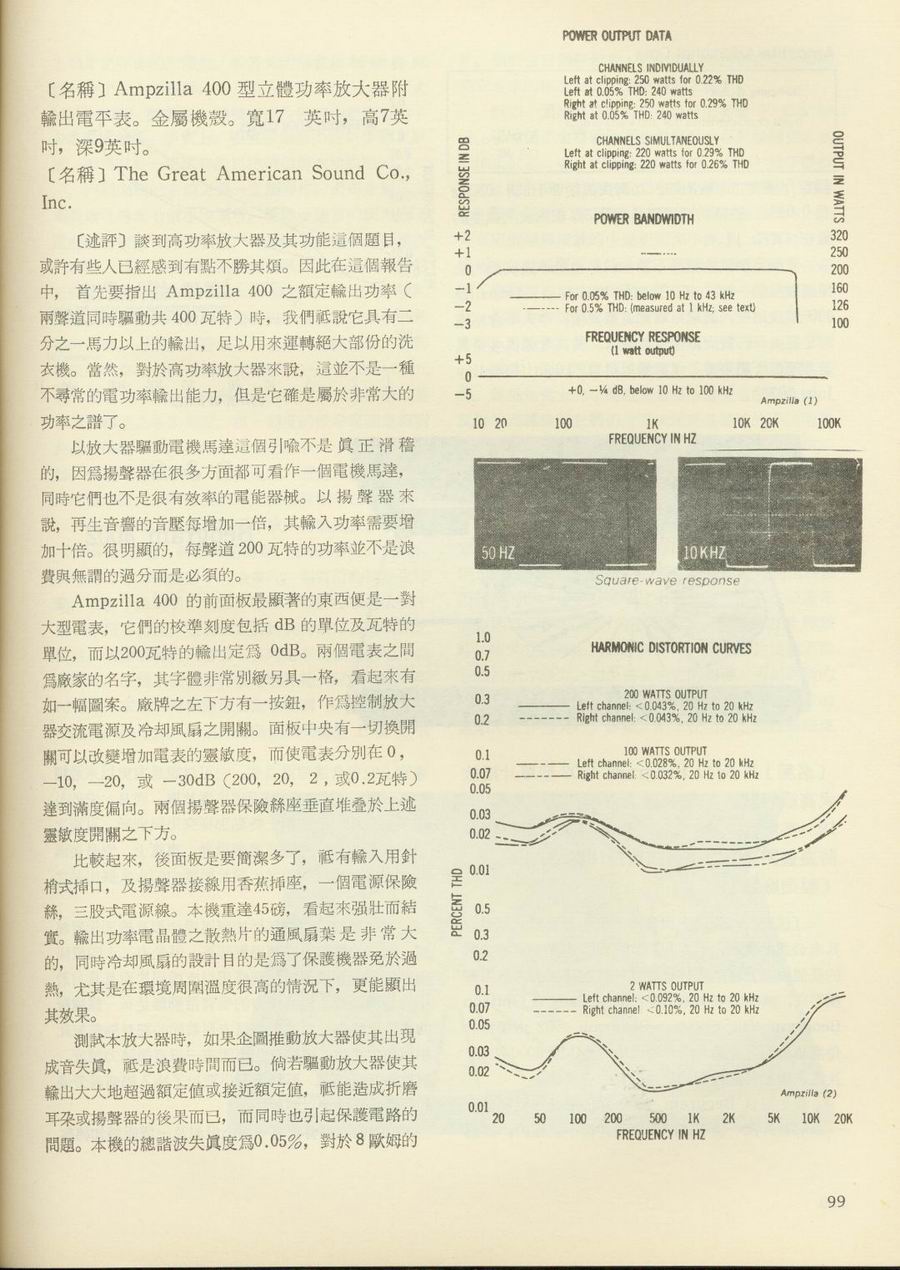 〔名稱〕Ampzilla 400 型立體功率放大器附
輸出電平表。金屬機殼。寬17 英吋，高7英
吋，深9英吋。
〔名稱〕The Great American Sound Co.,
Inc.
〔述評〕談到高功率放大器及其功能這個題目，
或許有些人已經感到有點不勝其煩。因此在這個報告
中，首先要指出 Ampzilla 400 之額定輸出功率（
兩聲道同時驅動共 400 瓦特）時，我們祗說它具有二
分之一馬力以上的輸出，足以用來運轉絕大部份的洗
衣機。當然，對於高功率放大器來說，這並不是一種
不尋常的電功率輸出能力，但是它確是屬於非常大的
功率之譜了。
以放大器驅動電機馬達這個引喩不是眞正滑稽
的，因爲揚聲器在很多方面都可看作一個電機馬達，
同時它們也不是很有效率的電能器械。以揚聲器來
說，再生音響的音壓每增加一倍，其輸入功率需要增
加十倍。很明顯的，每聲道 200 瓦特的功率並不是浪
費與無謂的過分而是必須的。
Ampzilla 400 的前面板最顯著的東西便是一對
大型電表，它們的校準刻度包括 dB 的單位及瓦特的
單位，而以200瓦特的輸出定爲 0dB。兩個電表之間
爲廠家的名字，其字體非常別緻另具一格，看起來有
如一幅圖案。廠牌之左下方有一按鈕，作爲控制放大
器交流電源及冷却風扇之開關。面板中央有一切換開
關可以改變增加電表的靈敏度，而使電表分別在 0，
—10，—20，或 —30dB（200，20，2，或0.2瓦特）
達到滿度偏向。兩個揚聲器保險絲座垂直堆叠於上述
靈敏度開關之下方。
比較起來，後面板是要簡潔多了，祗有輸入用針
梢式揷口，及揚聲器接線用香蕉揷座，一個電源保險
絲，三股式電源線。本機重達45磅，看起來强壯而結
實。輸出功率電晶體之散熱片的通風扇葉是非常大
的，同時冷却風扇的設計目的是爲了保護機器免於過
熱，尤其是在環境周圍溫度很高的情況下，更能顯出
其效果。
測試本放大器時，如果企圖推動放大器使其出現
成音失眞，祗是浪費時間而已。倘若驅動放大器使其
輸出大大地超過額定值或接近額定值，祗能造成折磨
耳朶或揚聲器的後果而已，而同時也引起保護電路的
問題。本機的總諧波失眞度爲0.05%，對於 8 歐姆的
POWER OUTPUT DATA
CHANNELS INDIVIDUALLY
Left at clipping: 250 watts for 0.22% THD
Left at 0.05% THD: 240 watts
Right at clipping: 250 watts for 0.29% THD
Right at 0.05% THD: 240 watts
CHANNELS SIMULTANEOUSLY
Left at clipping: 220 watts for 0.29% THD
Right at clipping: 220 watts for 0.26% THD
RESPONSE IN DB
OUTPUT IN WATTS
POWER BANDWIDTH
+2 320
+1 250
0 200
—1 160
—2 126
—3 100
For 0.05% THD: below 10 Hz to 43 kHz
For 0.5% THD: (measured at 1 kHz, see text)
FREQUENCY RESPONSE
(1 watt output)
+5
0
—5
+0, —¼ dB, below 10 Hz to 100 kHz
Ampzilla (1)
10 20 100 1K 10K 20K 100K
FREQUENCY IN HZ
50 HZ
10 KHZ
Square-wave response
HARMONIC DISTORTION CURVES
PERCENT THD
1.0
0.7
0.5
0.3
0.2
0.1
0.07
0.05
0.03
0.02
0.01
200 WATTS OUTPUT
Left channel: <0.043%, 20 Hz to 20 kHz
Right channel: <0.043%, 20 Hz to 20 kHz
100 WATTS OUTPUT
Left channel: <0.028%, 20 Hz to 20 kHz
Right channel: <0.032%, 20 Hz to 20 kHz
0.5
0.3
0.2
0.1
0.07
0.05
0.03
0.02
0.01
2 WATTS OUTPUT
Left channel: <0.092%, 20 Hz to 20 kHz
Right channel <0.10%, 20 Hz to 20 kHz
Ampzilla (2)
20 50 100 200 500 1K 2K 5K 10K 20K
FREQUENCY IN HZ
99